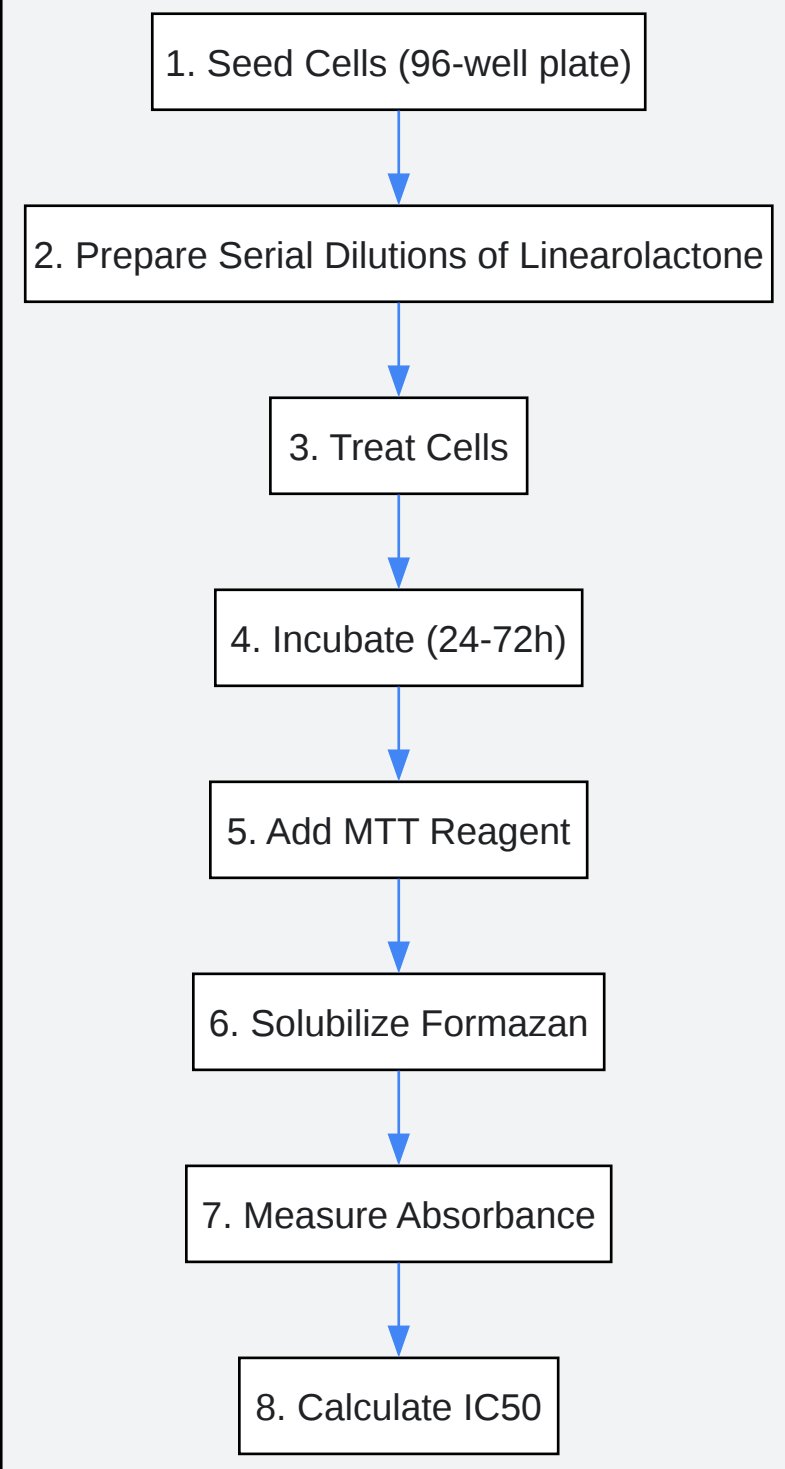 1. Seed Cells (96-well plate)
2. Prepare Serial Dilutions of Linearolactone
3. Treat Cells
4. Incubate (24-72h)
5. Add MTT Reagent
6. Solubilize Formazan
7. Measure Absorbance
8. Calculate IC50